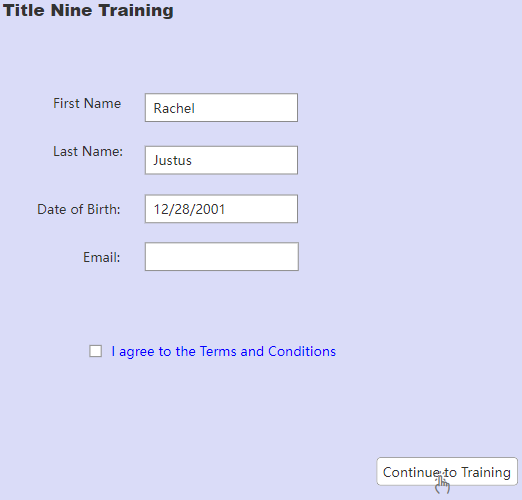 Title Nine Training
First Name
Rachel
Last Name:
Justus
Date of Birth:
12/28/2001
Email:
I agree to the Terms and Conditions
Continue to Training